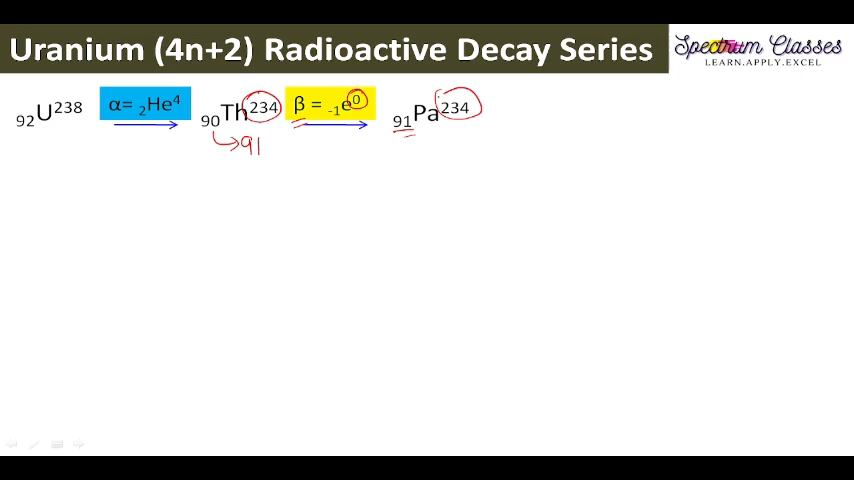 Uranium (4n+2) Radioactive Decay Series
Spectrum Classes
LEARN.APPLY.EXCEL
₉₂U²³⁸ α= ₂He⁴ ₉₀Th²³⁴ β = ₋₁e⁰ ₉₁Pa²³⁴
91